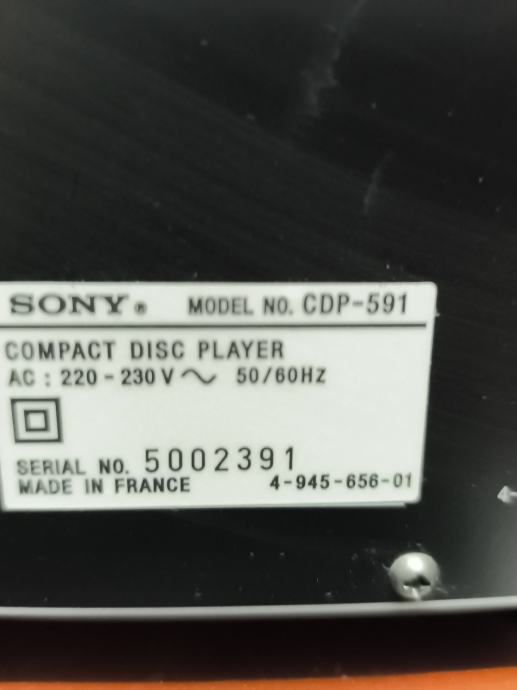 SONY® MODEL NO. CDP-591
COMPACT DISC PLAYER
AC : 220 - 230 V ～ 50/60HZ
SERIAL NO. 5002391
MADE IN FRANCE 4-945-656-01